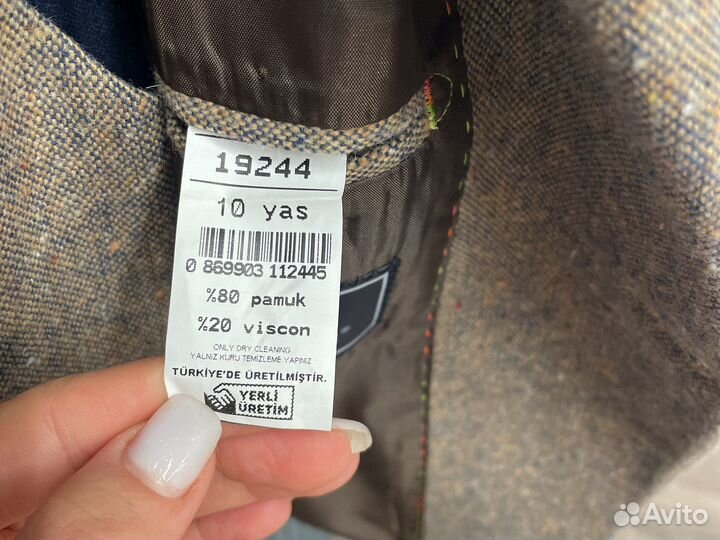 19244
10 yas
0 869903 112445
%80 pamuk
%20 viscon
ONLY DRY CLEANING
YALNIZ KURU TEMİZLEME YAPINIZ
TÜRKİYE'DE ÜRETİLMİŞTİR.
YERLİ
ÜRETİM
Avito